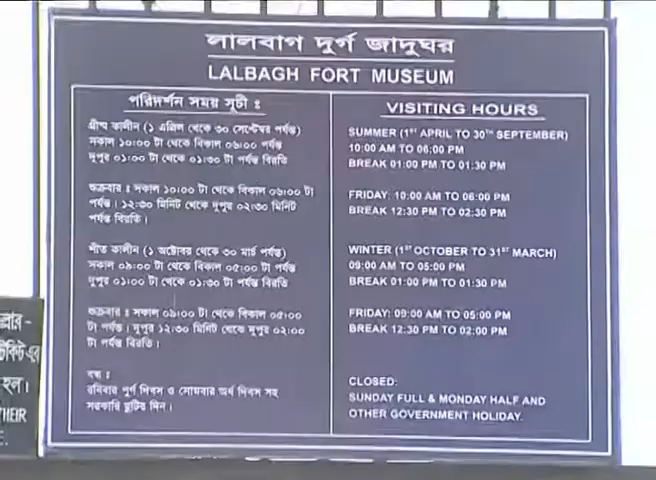 লালবাগ দুর্গ জাদুঘর
LALBAGH FORT MUSEUM
পরিদর্শন সময় সূচী :
গ্রীষ্ম কালীন (১ এপ্রিল থেকে ৩০ সেপ্টেম্বর পর্যন্ত)
সকাল ১০:০০ টা থেকে বিকাল ০৬:০০ পর্যন্ত
দুপুর ০১:০০ টা থেকে ০১:৩০ টা পর্যন্ত বিরতি
শুক্রবার : সকাল ১০:০০ টা থেকে বিকাল ০৬:০০ টা
পর্যন্ত। ১২:৩০ মিনিট থেকে দুপুর ০২:৩০ মিনিট
পর্যন্ত বিরতি।
শীত কালীন (১ অক্টোবর থেকে ৩০ মার্চ পর্যন্ত)
সকাল ০৯:০০ টা থেকে বিকাল ০৫:০০ টা পর্যন্ত
দুপুর ০১:০০ টা থেকে ০১:৩০ টা পর্যন্ত বিরতি
শুক্রবার : সকাল ০৯:০০ টা থেকে বিকাল ০৫:০০
টা পর্যন্ত। দুপুর ১২:৩০ মিনিট থেকে দুপুর ০২:০০
টা পর্যন্ত বিরতি।
বন্ধ :
রবিবার পূর্ণ দিবস ও সোমবার অর্ধ দিবস সহ
সরকারি ছুটির দিন।
VISITING HOURS
SUMMER (1ST APRIL TO 30TH SEPTEMBER)
10:00 AM TO 06:00 PM
BREAK 01:00 PM TO 01:30 PM
FRIDAY: 10:00 AM TO 06:00 PM
BREAK 12:30 PM TO 02:30 PM
WINTER (1ST OCTOBER TO 31ST MARCH)
09:00 AM TO 05:00 PM
BREAK 01:00 PM TO 01:30 PM
FRIDAY: 09:00 AM TO 05:00 PM
BREAK 12:30 PM TO 02:00 PM
CLOSED:
SUNDAY FULL & MONDAY HALF AND
OTHER GOVERNMENT HOLIDAY.
হল।